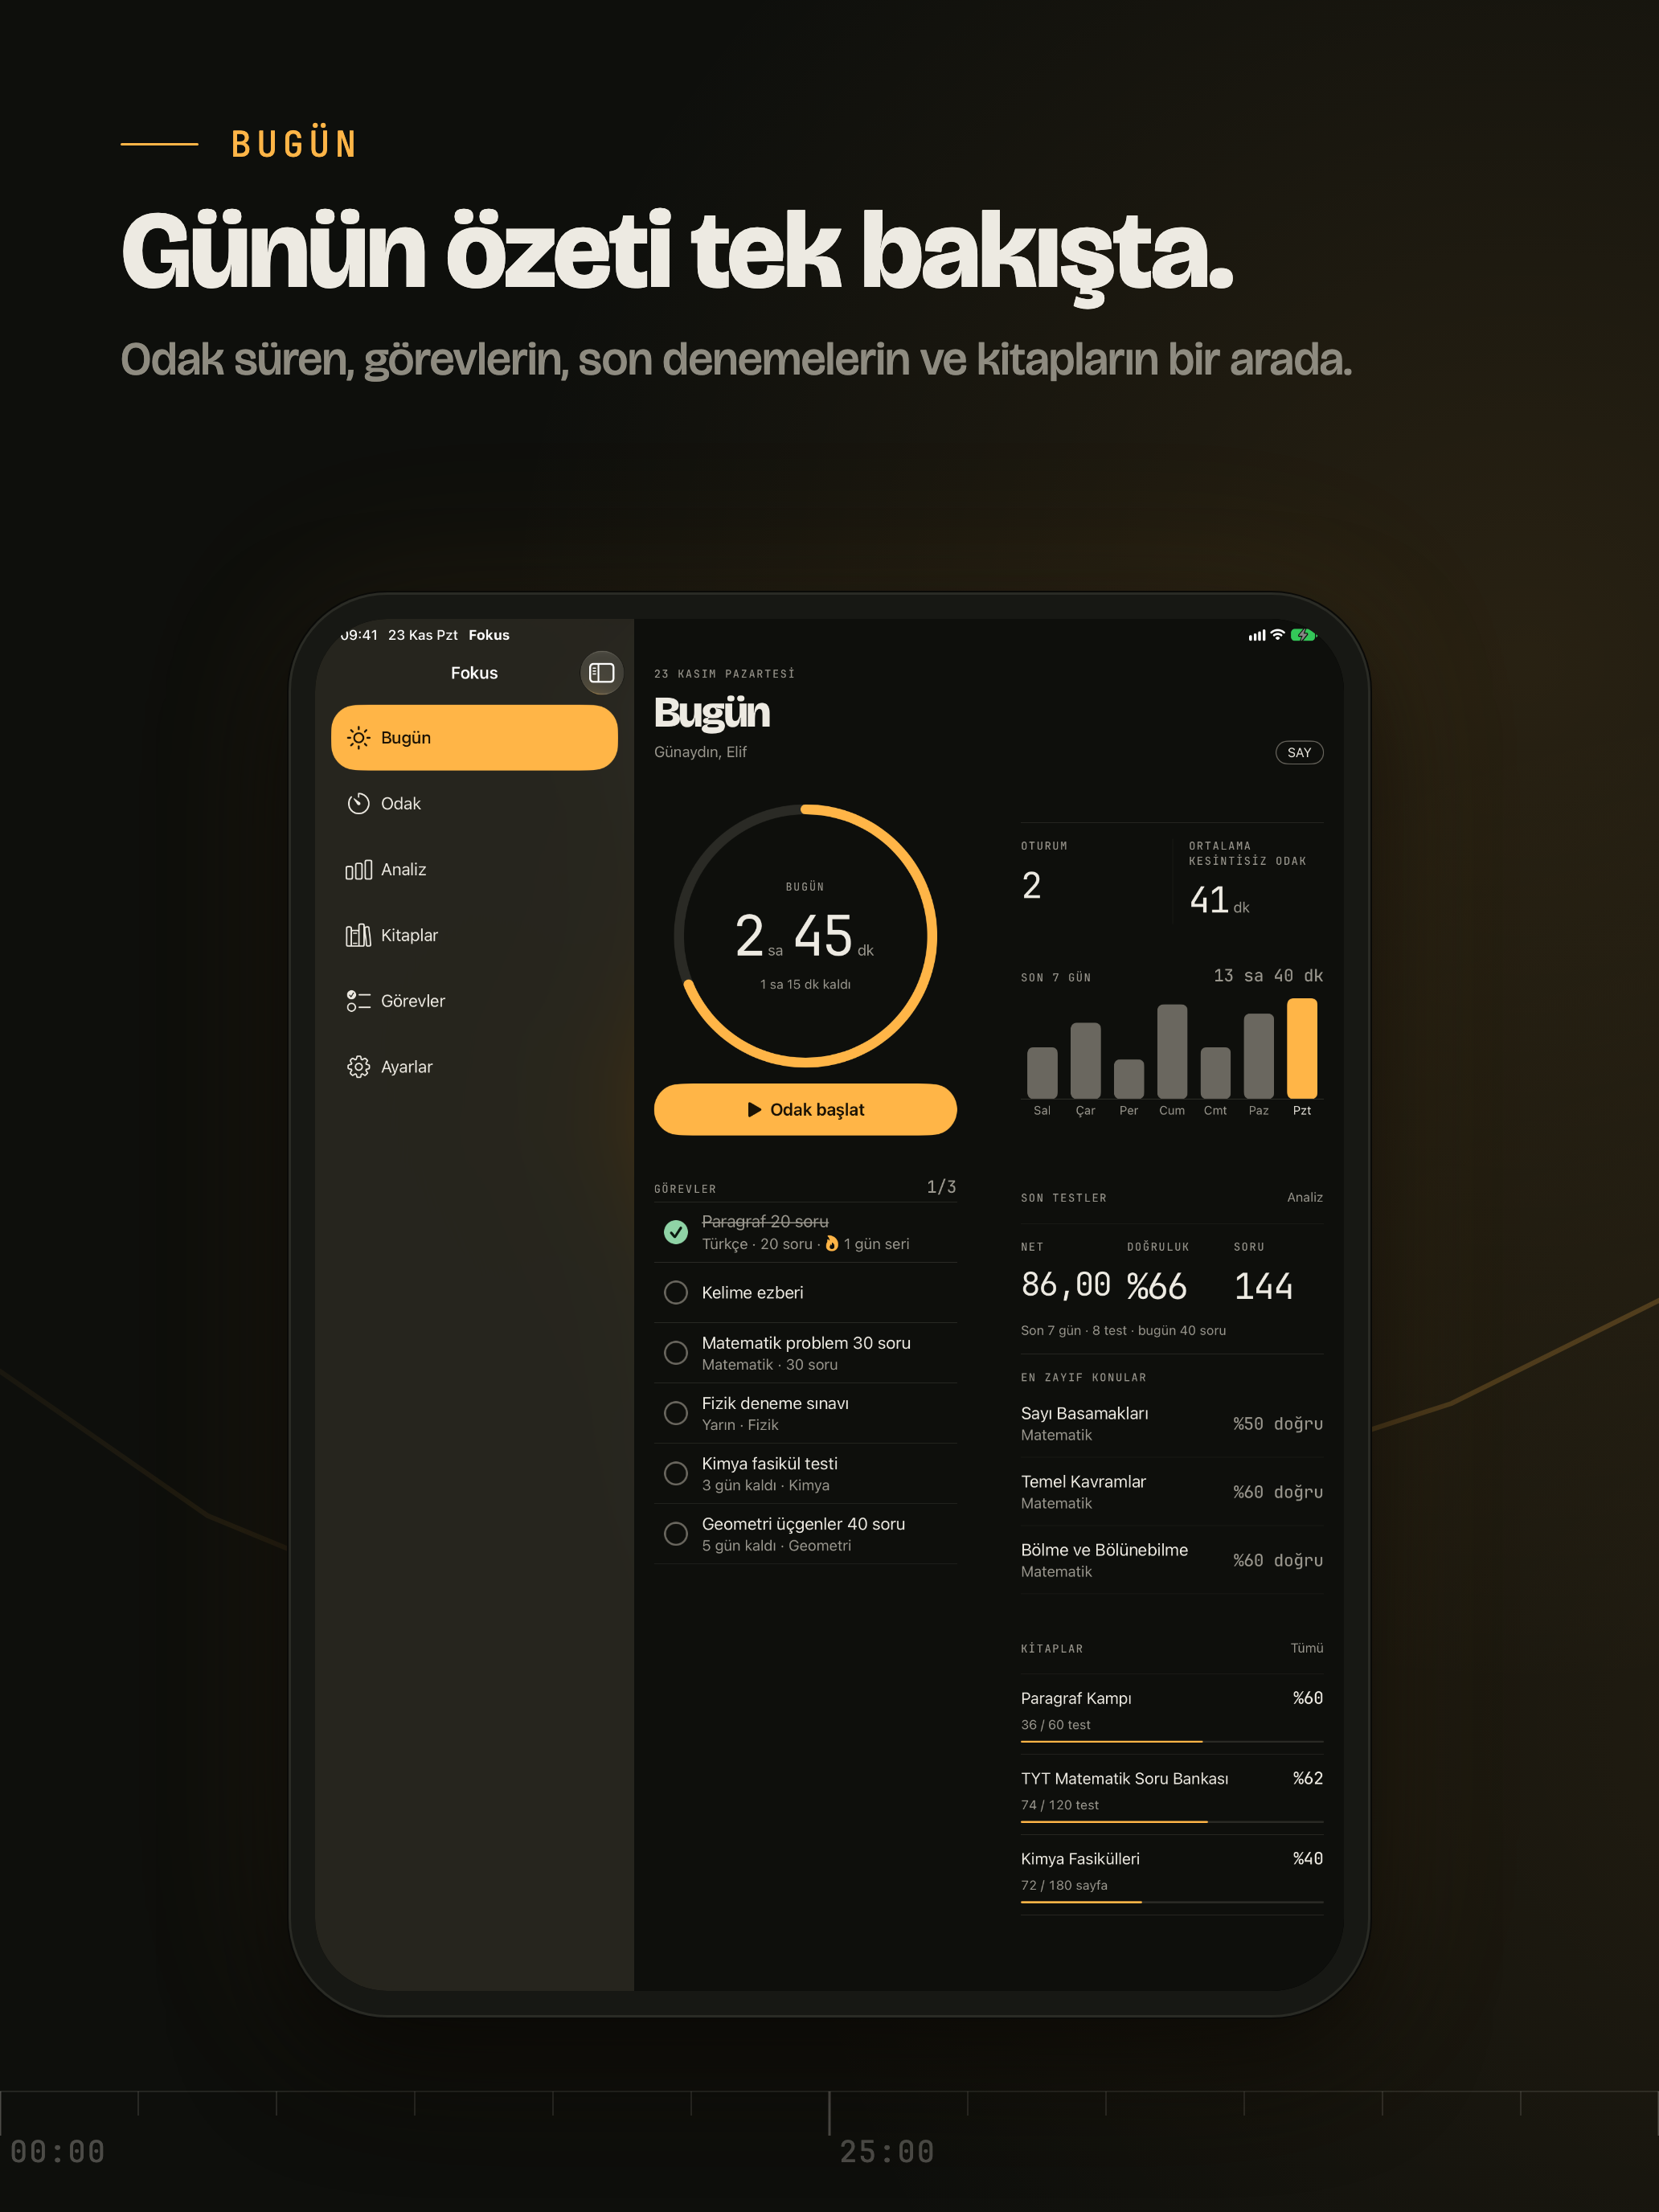 BUGÜN
Günün özeti tek bakışta.
Odak süren, görevlerin, son denemelerin ve kitapların bir arada.
09:41 23 Kas Pzt Fokus
Fokus
Bugün
Odak
Analiz
Kitaplar
Görevler
Ayarlar
23 KASIM PAZARTESİ
Bugün
Günaydın, Elif
SAY
BUGÜN
2 sa 45 dk
1 sa 15 dk kaldı
Odak başlat
GÖREVLER 1/3
Paragraf 20 soru
Türkçe · 20 soru · 1 gün seri
Kelime ezberi
Matematik problem 30 soru
Matematik · 30 soru
Fizik deneme sınavı
Yarın · Fizik
Kimya fasikül testi
3 gün kaldı · Kimya
Geometri üçgenler 40 soru
5 gün kaldı · Geometri
OTURUM
2
ORTALAMA
KESİNTİSİZ ODAK
41 dk
SON 7 GÜN 13 sa 40 dk
Sal Çar Per Cum Cmt Paz Pzt
SON TESTLER Analiz
NET DOĞRULUK SORU
86,00 %66 144
Son 7 gün · 8 test · bugün 40 soru
EN ZAYIF KONULAR
Sayı Basamakları
Matematik
%50 doğru
Temel Kavramlar
Matematik
%60 doğru
Bölme ve Bölünebilme
Matematik
%60 doğru
KİTAPLAR Tümü
Paragraf Kampı %60
36 / 60 test
TYT Matematik Soru Bankası %62
74 / 120 test
Kimya Fasikülleri %40
72 / 180 sayfa
00:00 25:00